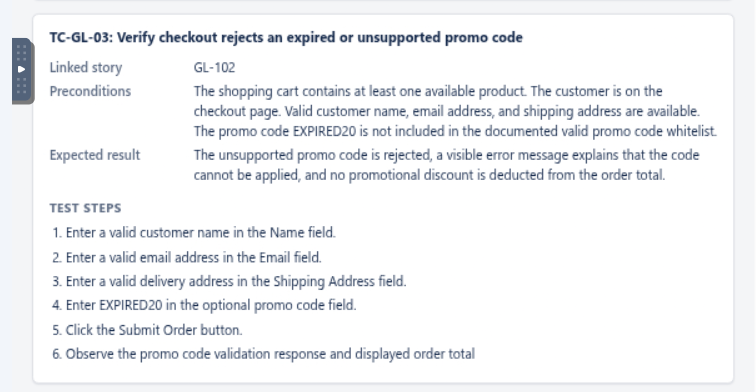 TC-GL-03: Verify checkout rejects an expired or unsupported promo code
Linked story GL-102
Preconditions The shopping cart contains at least one available product. The customer is on the
checkout page. Valid customer name, email address, and shipping address are available.
The promo code EXPIRED20 is not included in the documented valid promo code whitelist.
Expected result The unsupported promo code is rejected, a visible error message explains that the code
cannot be applied, and no promotional discount is deducted from the order total.
TEST STEPS
1. Enter a valid customer name in the Name field.
2. Enter a valid email address in the Email field.
3. Enter a valid delivery address in the Shipping Address field.
4. Enter EXPIRED20 in the optional promo code field.
5. Click the Submit Order button.
6. Observe the promo code validation response and displayed order total